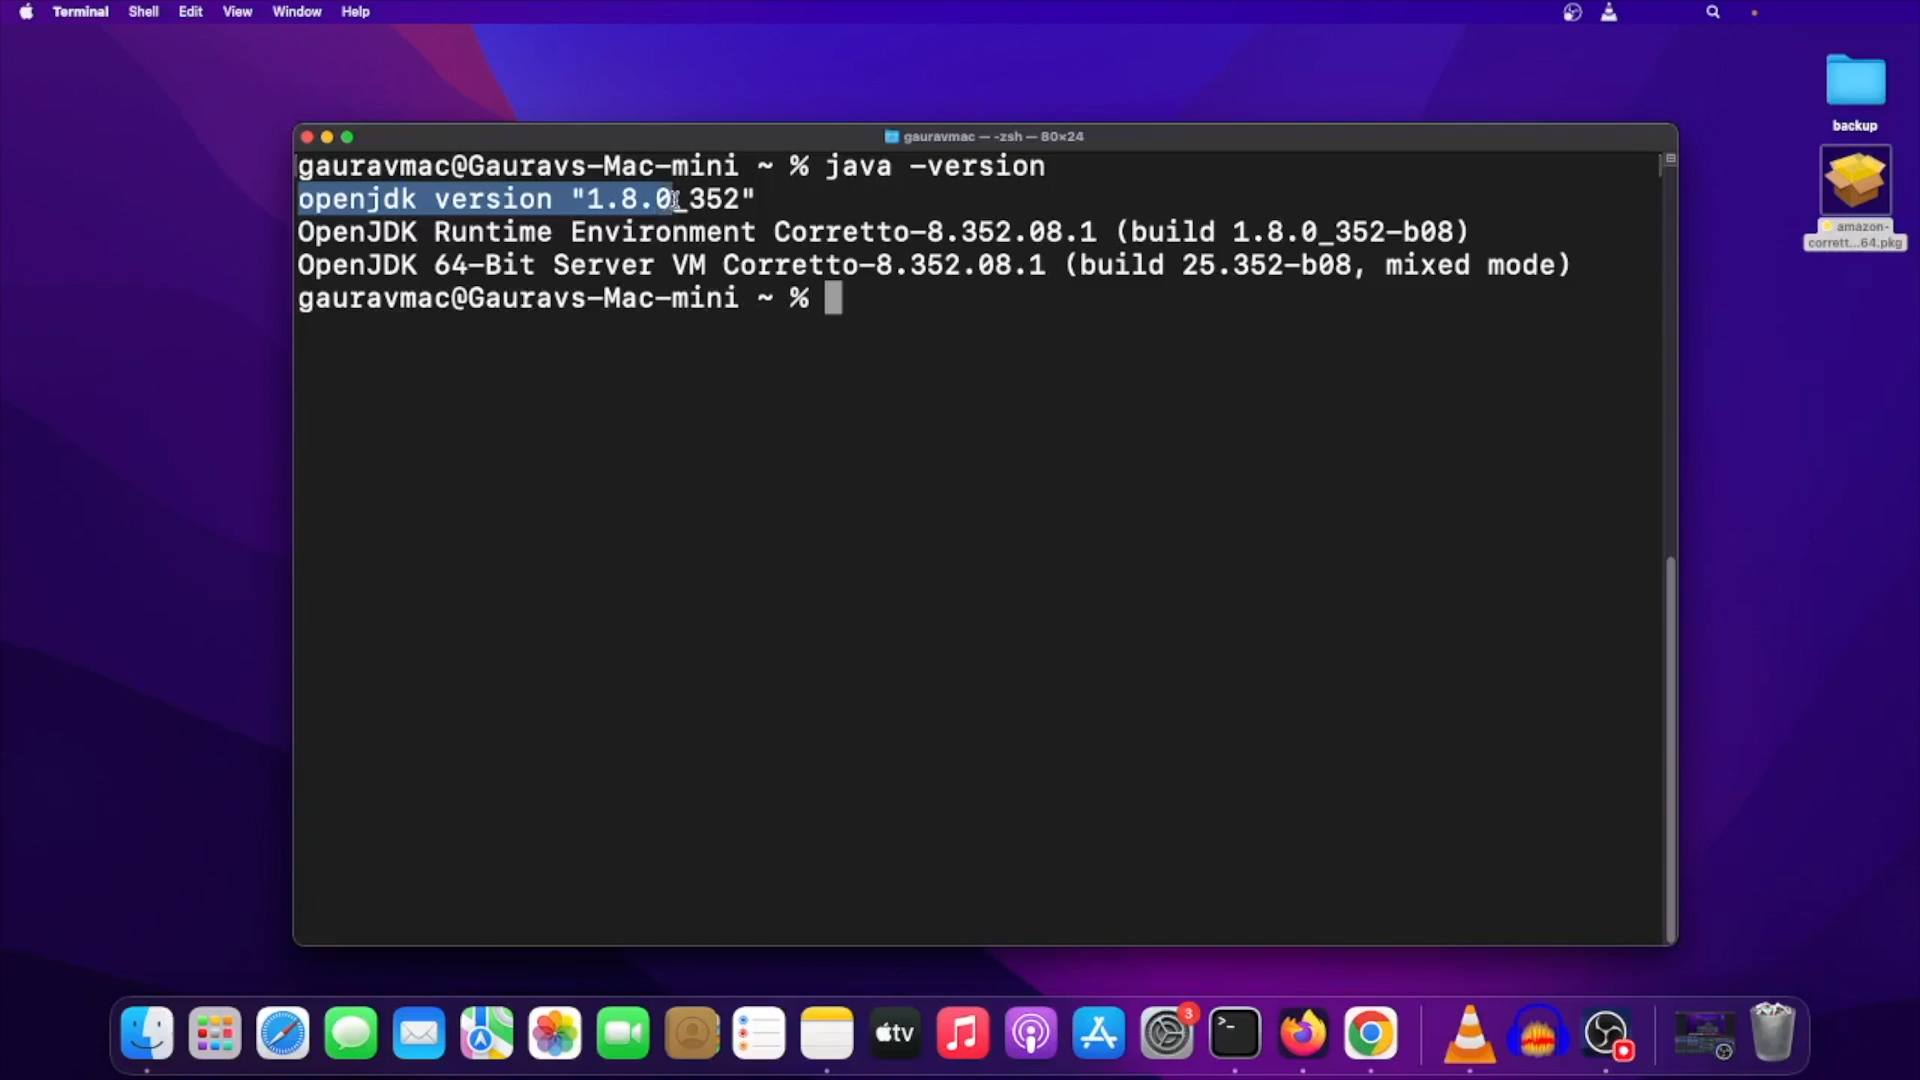 Terminal Shell Edit View Window Help
gauravmac — -zsh — 80×24
gauravmac@Gauravs-Mac-mini ~ % java -version
openjdk version "1.8.0_352"
OpenJDK Runtime Environment Corretto-8.352.08.1 (build 1.8.0_352-b08)
OpenJDK 64-Bit Server VM Corretto-8.352.08.1 (build 25.352-b08, mixed mode)
gauravmac@Gauravs-Mac-mini ~ %
backup
amazon-
corrett...64.pkg
tv
3
>_